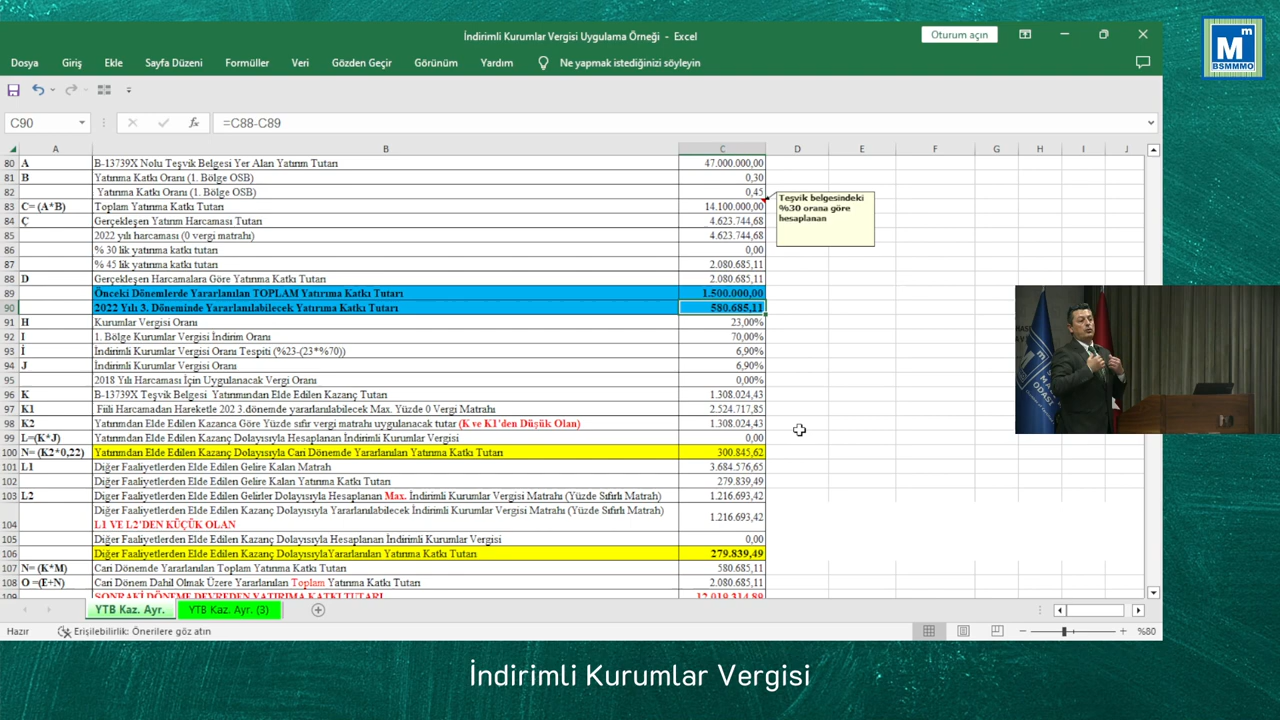 İndirimli Kurumlar Vergisi Uygulama Örneği - Excel
Oturum açın
Dosya Giriş Ekle Sayfa Düzeni Formüller Veri Gözden Geçir Görünüm Yardım Ne yapmak istediğinizi söyleyin
C90 fx =C88-C89
A B C D E F G H I J
80 A B-13739X Nolu Teşvik Belgesi Yer Alan Yatırım Tutarı 47.000.000,00
81 B Yatırıma Katkı Oranı (1. Bölge OSB) 0,30
82 Yatırıma Katkı Oranı (1. Bölge OSB) 0,45
83 C= (A*B) Toplam Yatırıma Katkı Tutarı 14.100.000,00
84 Ç Gerçekleşen Yatırım Harcaması Tutarı 4.623.744,68
85 2022 yılı harcaması (0 vergi matrahı) 4.623.744,68
86 % 30 lik yatırıma katkı tutarı 0,00
87 % 45 lik yatırıma katkı tutarı 2.080.685,11
88 D Gerçekleşen Harcamalara Göre Yatırıma Katkı Tutarı 2.080.685,11
89 Önceki Dönemlerde Yararlanılan TOPLAM Yatırıma Katkı Tutarı 1.500.000,00
90 2022 Yılı 3. Döneminde Yararlanılabilecek Yatırıma Katkı Tutarı 580.685,11
91 H Kurumlar Vergisi Oranı 23,00%
92 I 1. Bölge Kurumlar Vergisi İndirim Oranı 70,00%
93 İ İndirimli Kurumlar Vergisi Oranı Tespiti (%23-(23*%70)) 6,90%
94 J İndirimli Kurumlar Vergisi Oranı 6,90%
95 2018 Yılı Harcaması İçin Uygulanacak Vergi Oranı 0,00%
96 K B-13739X Teşvik Belgesi Yatırımından Elde Edilen Kazanç Tutarı 1.308.024,43
97 K1 Fiili Harcamadan Hareketle 202 3.dönemde yararlanılabilecek Max. Yüzde 0 Vergi Matrahı 2.524.717,85
98 K2 Yatırımdan Elde Edilen Kazanca Göre Yüzde sıfır vergi matrahı uygulanacak tutar (K ve K1'den Düşük Olan) 1.308.024,43
99 L=(K*J) Yatırımdan Elde Edilen Kazanç Dolayısıyla Hesaplanan İndirimli Kurumlar Vergisi 0,00
100 N= (K2*0,22) Yatırımdan Elde Edilen Kazanç Dolayısıyla Cari Dönemde Yararlanılan Yatırıma Katkı Tutarı 300.845,62
101 L1 Diğer Faaliyetlerden Elde Edilen Gelire Kalan Matrah 3.684.576,65
102 Diğer Faaliyetlerden Elde Edilen Gelire Kalan Yatırıma Katkı Tutarı 279.839,49
103 L2 Diğer Faaliyetlerden Elde Edilen Gelirler Dolayısıyla Hesaplanan Max. İndirimli Kurumlar Vergisi Matrahı (Yüzde Sıfırlı Matrah) 1.216.693,42
Diğer Faaliyetlerden Elde Edilen Kazanç Dolayısıyla Yararlanılabilecek İndirimli Kurumlar Vergisi Matrahı (Yüzde Sıfırlı Matrah)
104 L1 VE L2'DEN KÜÇÜK OLAN 1.216.693,42
105 Diğer Faaliyetlerden Elde Edilen Kazanç Dolayısıyla Hesaplanan İndirimli Kurumlar Vergisi 0,00
106 Diğer Faaliyetlerden Elde Edilen Kazanç DolayısıylaYararlanılan Yatırıma Katkı Tutarı 279.839,49
107 N= (K*M) Cari Dönemde Yararlanılan Toplam Yatırıma Katkı Tutarı 580.685,11
108 O =(E+N) Cari Dönem Dahil Olmak Üzere Yararlanılan Toplam Yatırıma Katkı Tutarı 2.080.685,11
109 SONRAKİ DÖNEME DEVREDEN YATIRIMA KATKI TUTARI 12.019.314,89
Teşvik belgesindeki
%30 orana göre
hesaplanan
YTB Kaz. Ayr. YTB Kaz. Ayr. (3)
Hazır Erişilebilirlik: Önerilere göz atın %80
Mm
BSMMMO
ODASI
İndirimli Kurumlar Vergisi